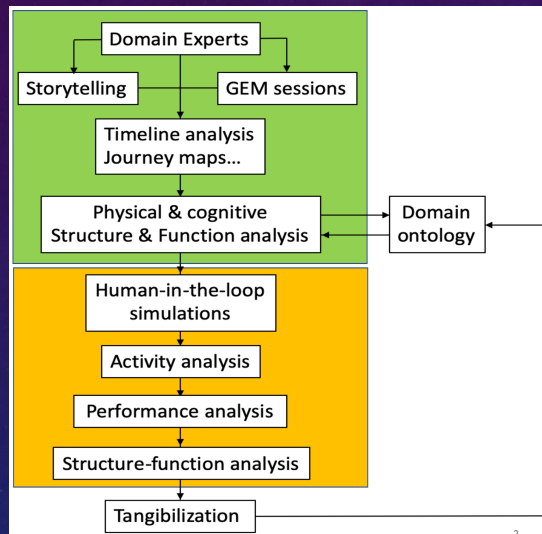 Domain Experts
Storytelling
GEM sessions
Timeline analysis
Journey maps...
Physical & cognitive
Structure & Function analysis
Domain
ontology
Human-in-the-loop
simulations
Activity analysis
Performance analysis
Structure-function analysis
Tangibilization